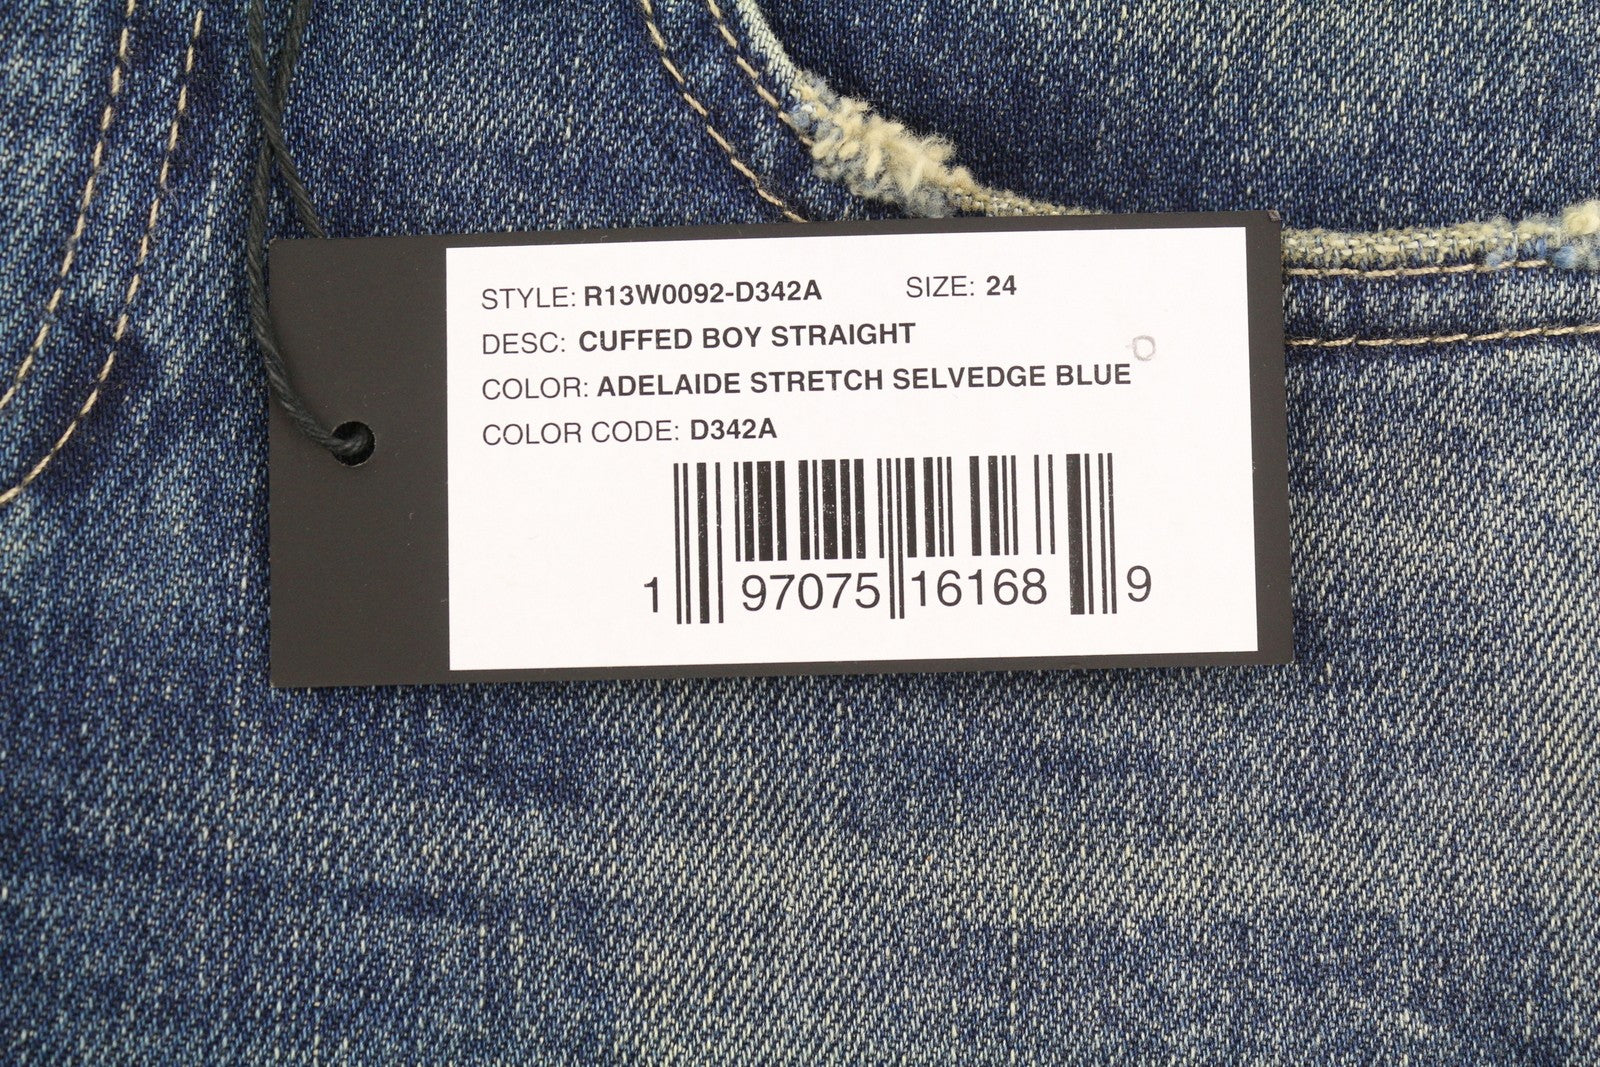 STYLE: R13W0092-D342A SIZE: 24
DESC: CUFFED BOY STRAIGHT
COLOR: ADELAIDE STRETCH SELVEDGE BLUE
COLOR CODE: D342A
1 97075 16168 9